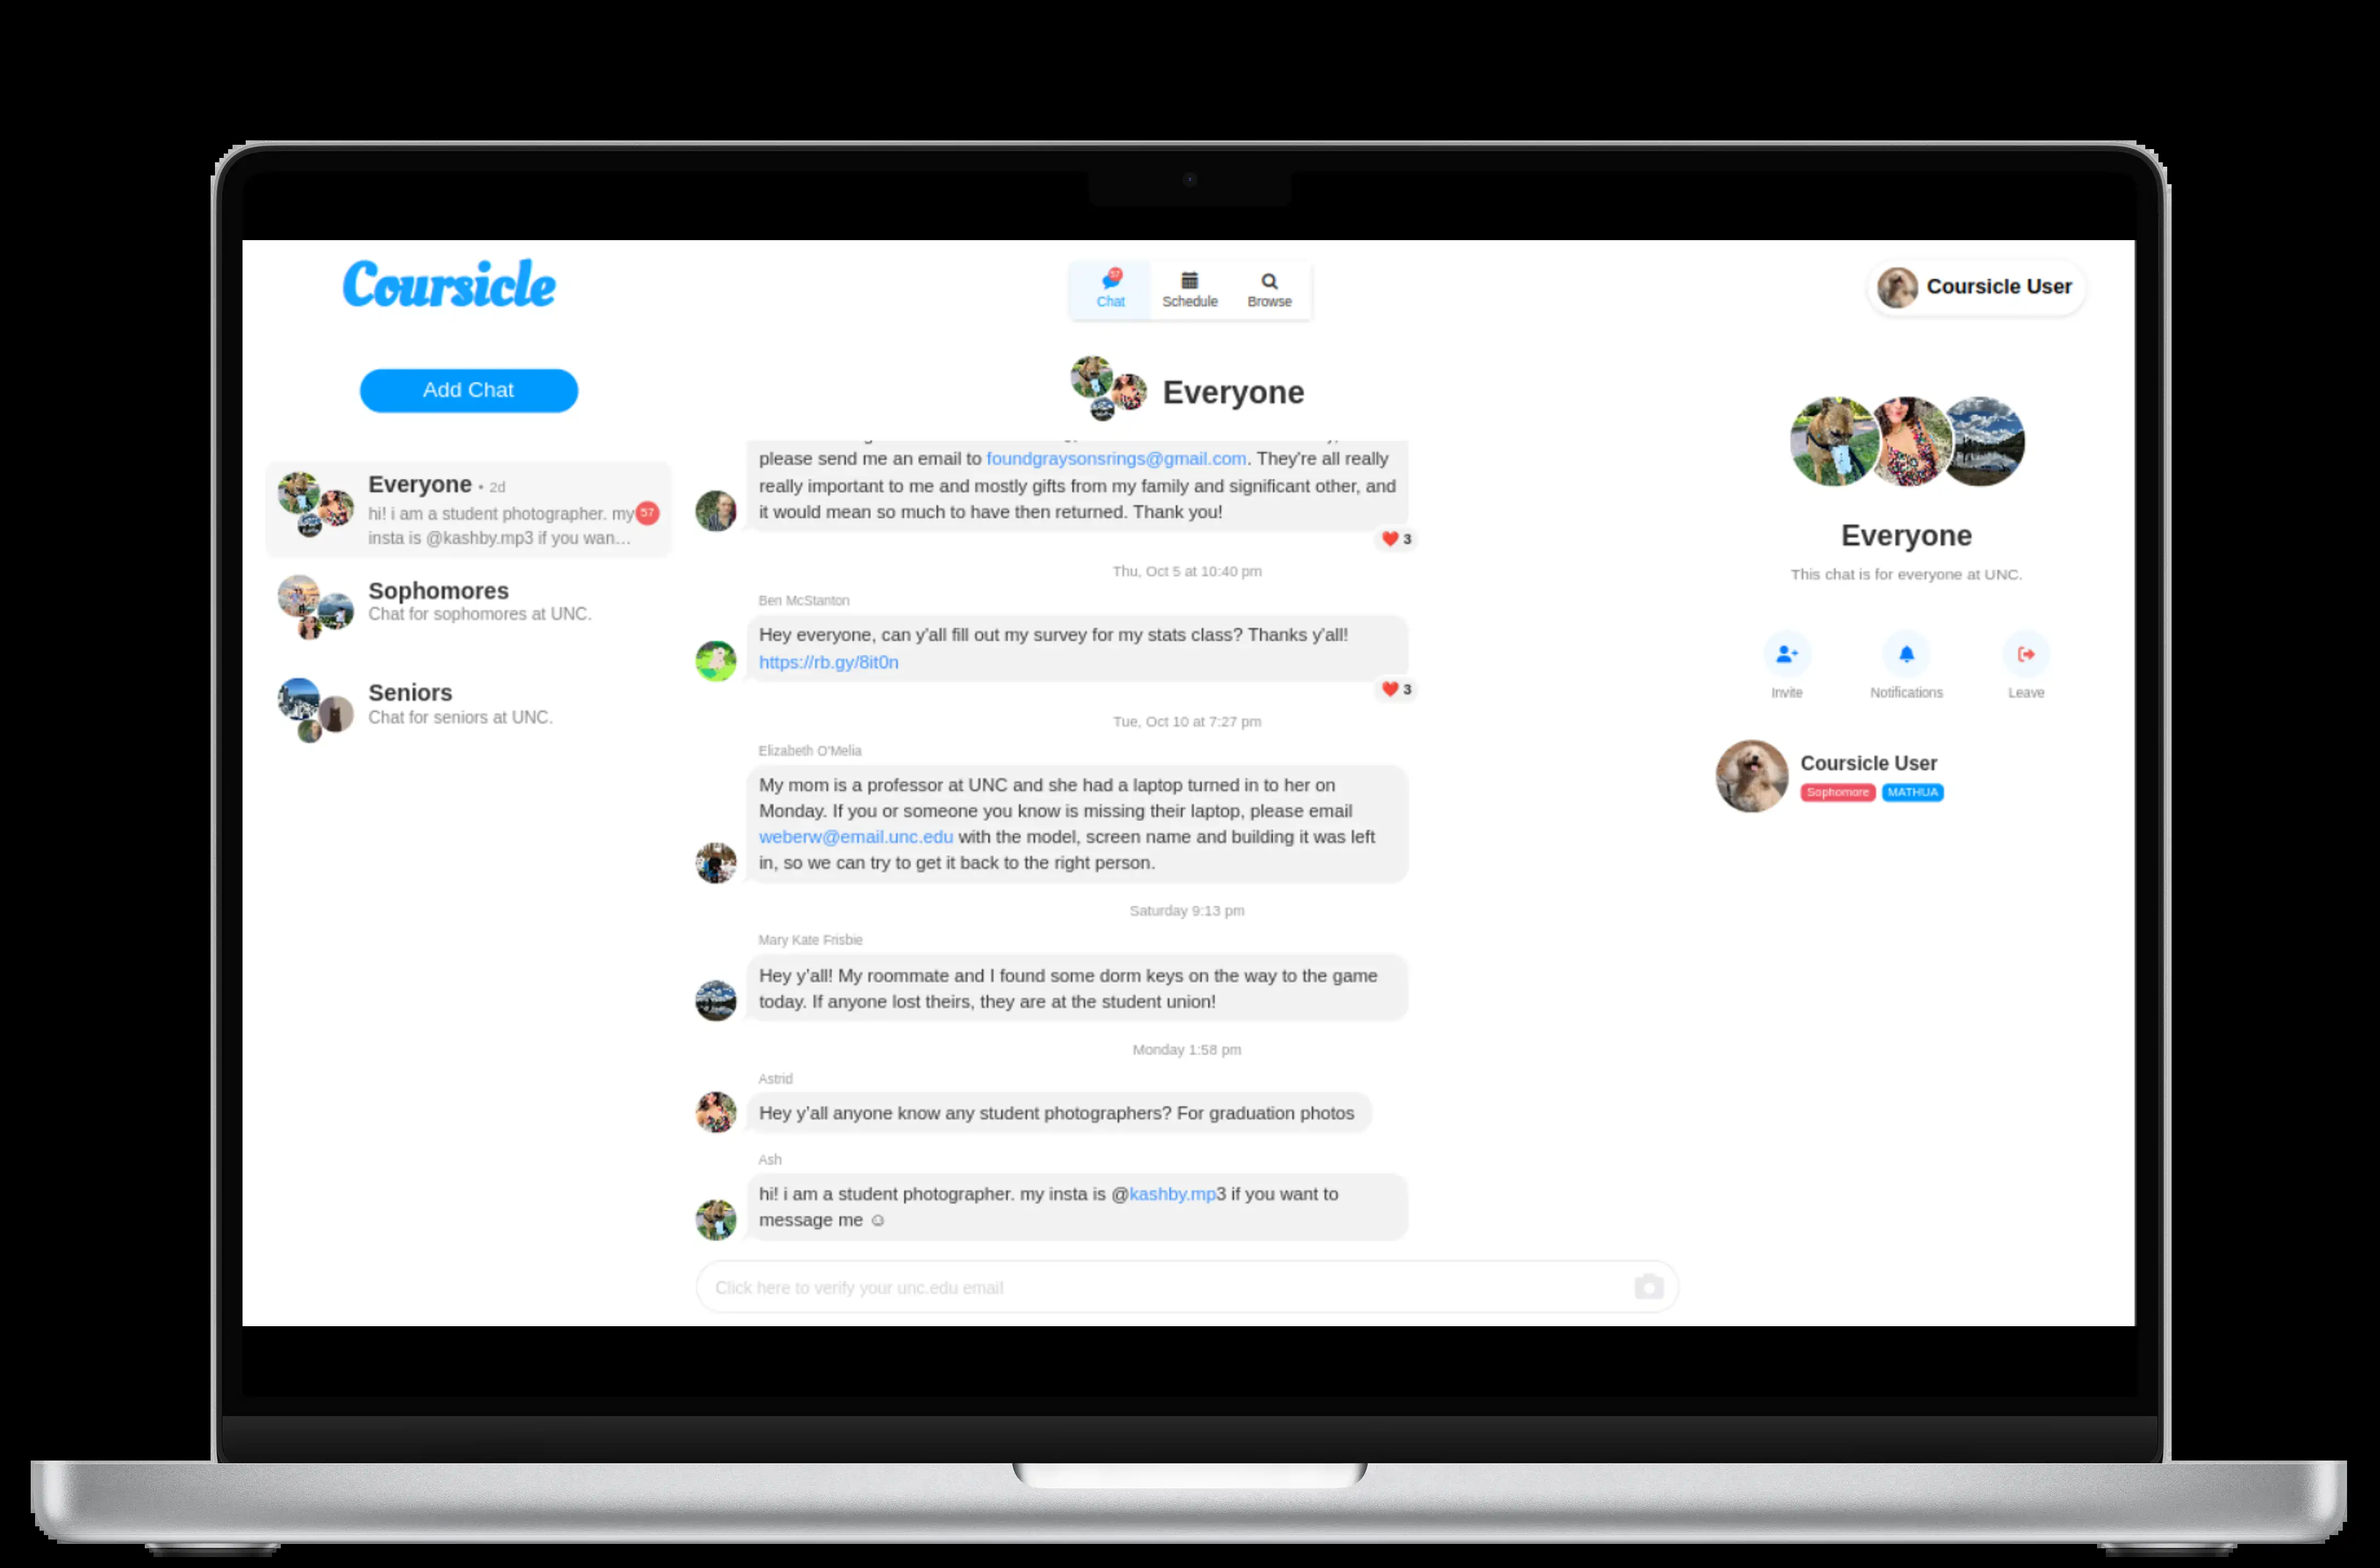 Coursicle
57
Chat
Schedule
Browse
Coursicle User
Add Chat
Everyone • 2d
hi! i am a student photographer. my
insta is @kashby.mp3 if you wan...
57
Sophomores
Chat for sophomores at UNC.
Seniors
Chat for seniors at UNC.
Everyone
please send me an email to foundgraysonsrings@gmail.com. They're all really
really important to me and mostly gifts from my family and significant other, and
it would mean so much to have then returned. Thank you!
❤️ 3
Thu, Oct 5 at 10:40 pm
Ben McStanton
Hey everyone, can y'all fill out my survey for my stats class? Thanks y'all!
https://rb.gy/8it0n
❤️ 3
Tue, Oct 10 at 7:27 pm
Elizabeth O'Melia
My mom is a professor at UNC and she had a laptop turned in to her on
Monday. If you or someone you know is missing their laptop, please email
weberw@email.unc.edu with the model, screen name and building it was left
in, so we can try to get it back to the right person.
Saturday 9:13 pm
Mary Kate Frisbie
Hey y'all! My roommate and I found some dorm keys on the way to the game
today. If anyone lost theirs, they are at the student union!
Monday 1:58 pm
Astrid
Hey y'all anyone know any student photographers? For graduation photos
Ash
hi! i am a student photographer. my insta is @kashby.mp3 if you want to
message me ☺
Click here to verify your unc.edu email
Everyone
This chat is for everyone at UNC.
Invite
Notifications
Leave
Coursicle User
Sophomore
MATHUA